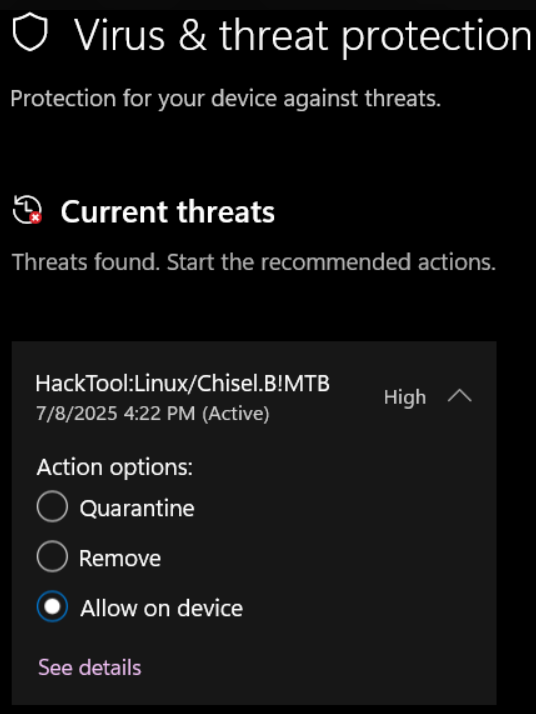 Virus & threat protection
Protection for your device against threats.
Current threats
Threats found. Start the recommended actions.
HackTool:Linux/Chisel.B!MTB
High
7/8/2025 4:22 PM (Active)
Action options:
Quarantine
Remove
Allow on device
See details